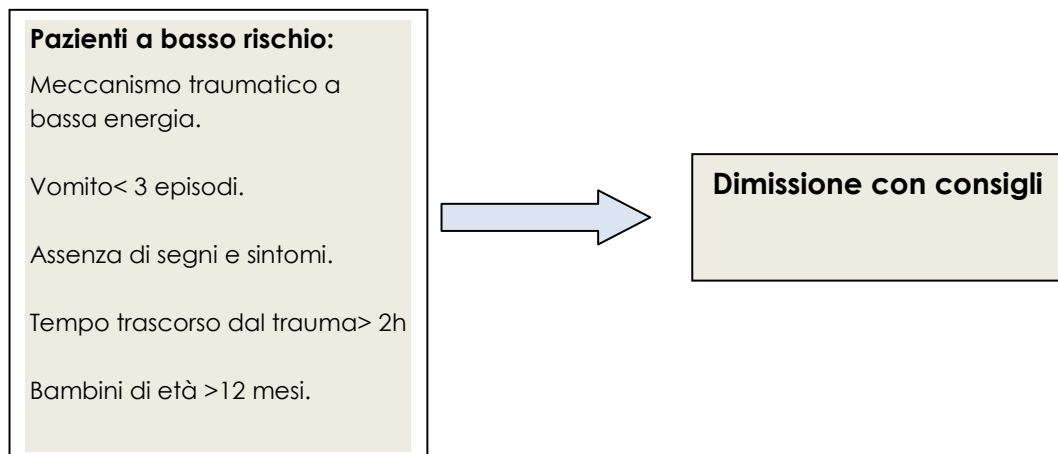 Pazienti a basso rischio:
Meccanismo traumatico a
bassa energia.
Vomito< 3 episodi.
Assenza di segni e sintomi.
Tempo trascorso dal trauma> 2h
Bambini di età >12 mesi.
Dimissione con consigli